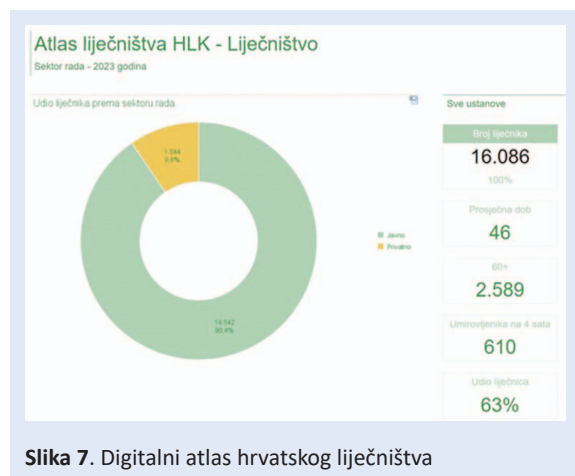 Atlas liječništva HLK - Liječništvo
Sektor rada - 2023 godina
Udio liječnika prema sektoru rada
1.544
9,6%
14.542
90,4%
Javno
Privatno
Sve ustanove
Broj liječnika
16.086
100%
Prosječna dob
46
60+
2.589
Umirovljenika na 4 sata
610
Udio liječnica
63%
Slika 7. Digitalni atlas hrvatskog liječništva